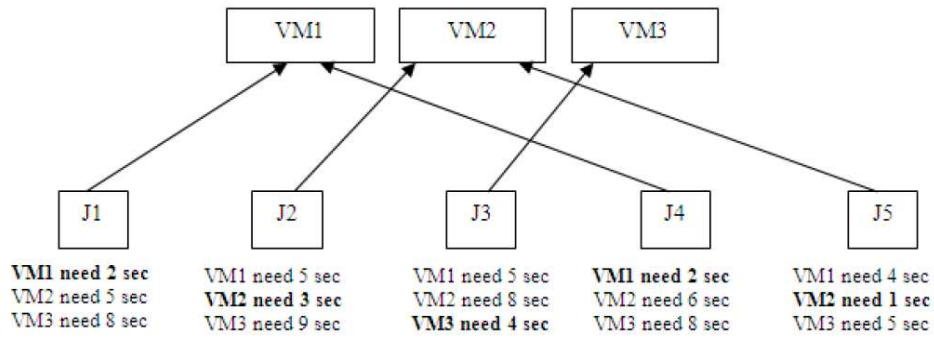 VM1 VM2 VM3
J1 J2 J3 J4 J5
VM1 need 2 sec
VM2 need 5 sec
VM3 need 8 sec
VM1 need 5 sec
VM2 need 3 sec
VM3 need 9 sec
VM1 need 5 sec
VM2 need 8 sec
VM3 need 4 sec
VM1 need 2 sec
VM2 need 6 sec
VM3 need 8 sec
VM1 need 4 sec
VM2 need 1 sec
VM3 need 5 sec